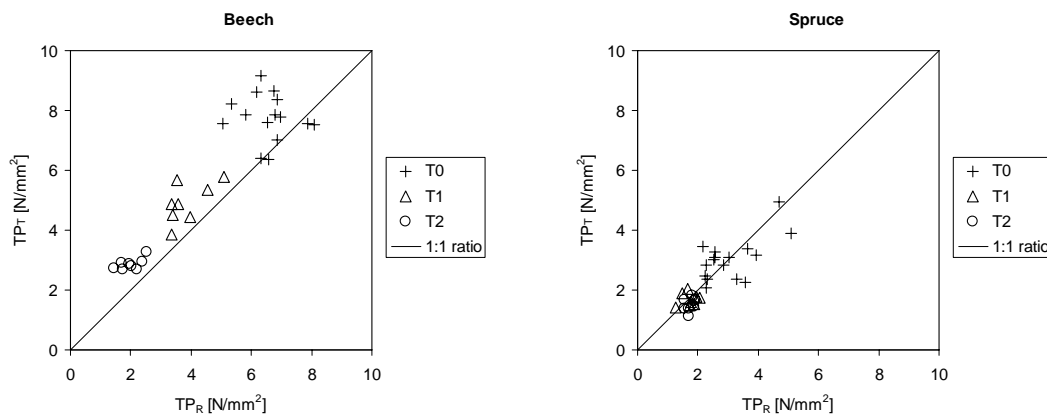 Beech
10
8
6
4
2
0
0 2 4 6 8 10
TP_T [N/mm²]
TP_R [N/mm²]
T0
T1
T2
1:1 ratio
Spruce
10
8
6
4
2
0
0 2 4 6 8 10
TP_T [N/mm²]
TP_R [N/mm²]
T0
T1
T2
1:1 ratio